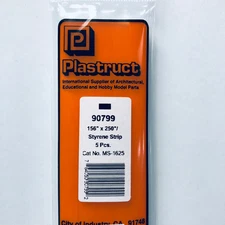 Plastruct
International Supplier of Architectural,
Educational and Hobby Model Parts
90799
156" x 250"/
Styrene Strip
5 Pcs.
Cat No. MS-1625
City of Industry, CA - 91748